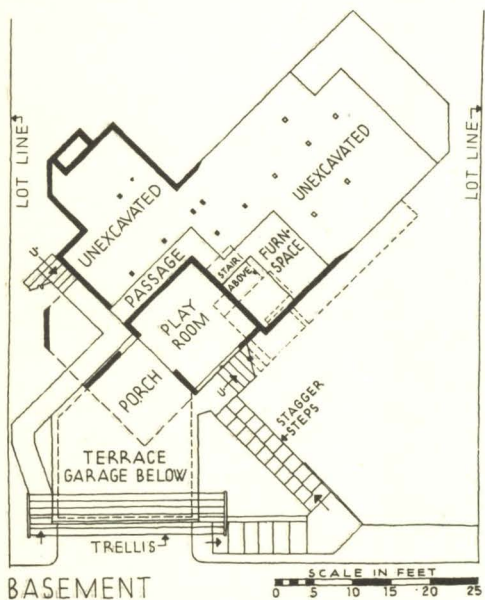 LOT LINE
LOT LINE
UNEXCAVATED
UNEXCAVATED
PASSAGE
STAIR
ABOVE
FURN-
SPACE
PLAY
ROOM
PORCH
U
U
STAGGER
STEPS
TERRACE
GARAGE BELOW
TRELLIS
BASEMENT
SCALE IN FEET
0 5 10 15 20 25